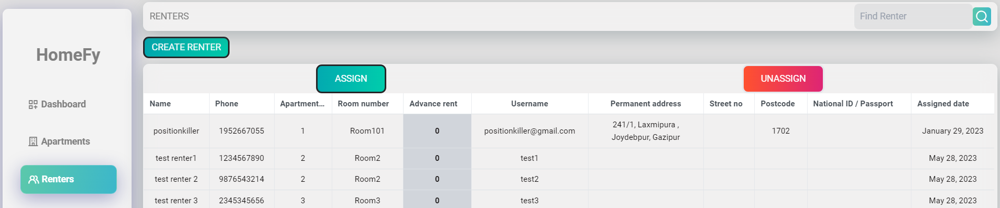 HomeFy
Dashboard
Apartments
Renters
RENTERS
Find Renter
CREATE RENTER
ASSIGN
UNASSIGN
Name Phone Apartment... Room number Advance rent Username Permanent address Street no Postcode National ID / Passport Assigned date
positionkiller 1952667055 1 Room101 0 positionkiller@gmail.com 241/1, Laxmipura , 1702 January 29, 2023
Joydebpur, Gazipur
test renter1 1234567890 2 Room2 0 test1 May 28, 2023
test renter 2 9876543214 2 Room2 0 test2 May 28, 2023
test renter 3 2345345656 3 Room3 0 test3 May 28, 2023